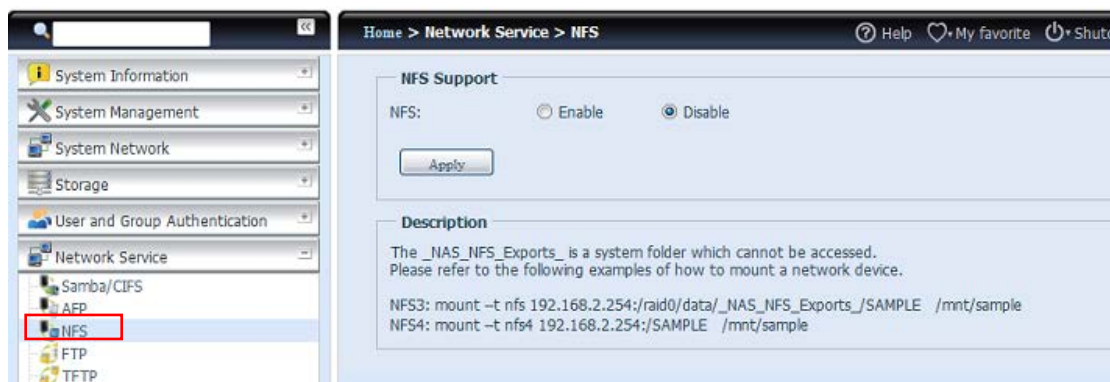 Home > Network Service > NFS
Help
My favorite
System Information
System Management
System Network
Storage
User and Group Authentication
Network Service
Samba/CIFS
AFP
NFS
FTP
TFTP
NFS Support
NFS: Enable Disable
Apply
Description
The _NAS_NFS_Exports_ is a system folder which cannot be accessed.
Please refer to the following examples of how to mount a network device.
NFS3: mount –t nfs 192.168.2.254:/raid0/data/_NAS_NFS_Exports_/SAMPLE /mnt/sample
NFS4: mount –t nfs4 192.168.2.254:/SAMPLE /mnt/sample